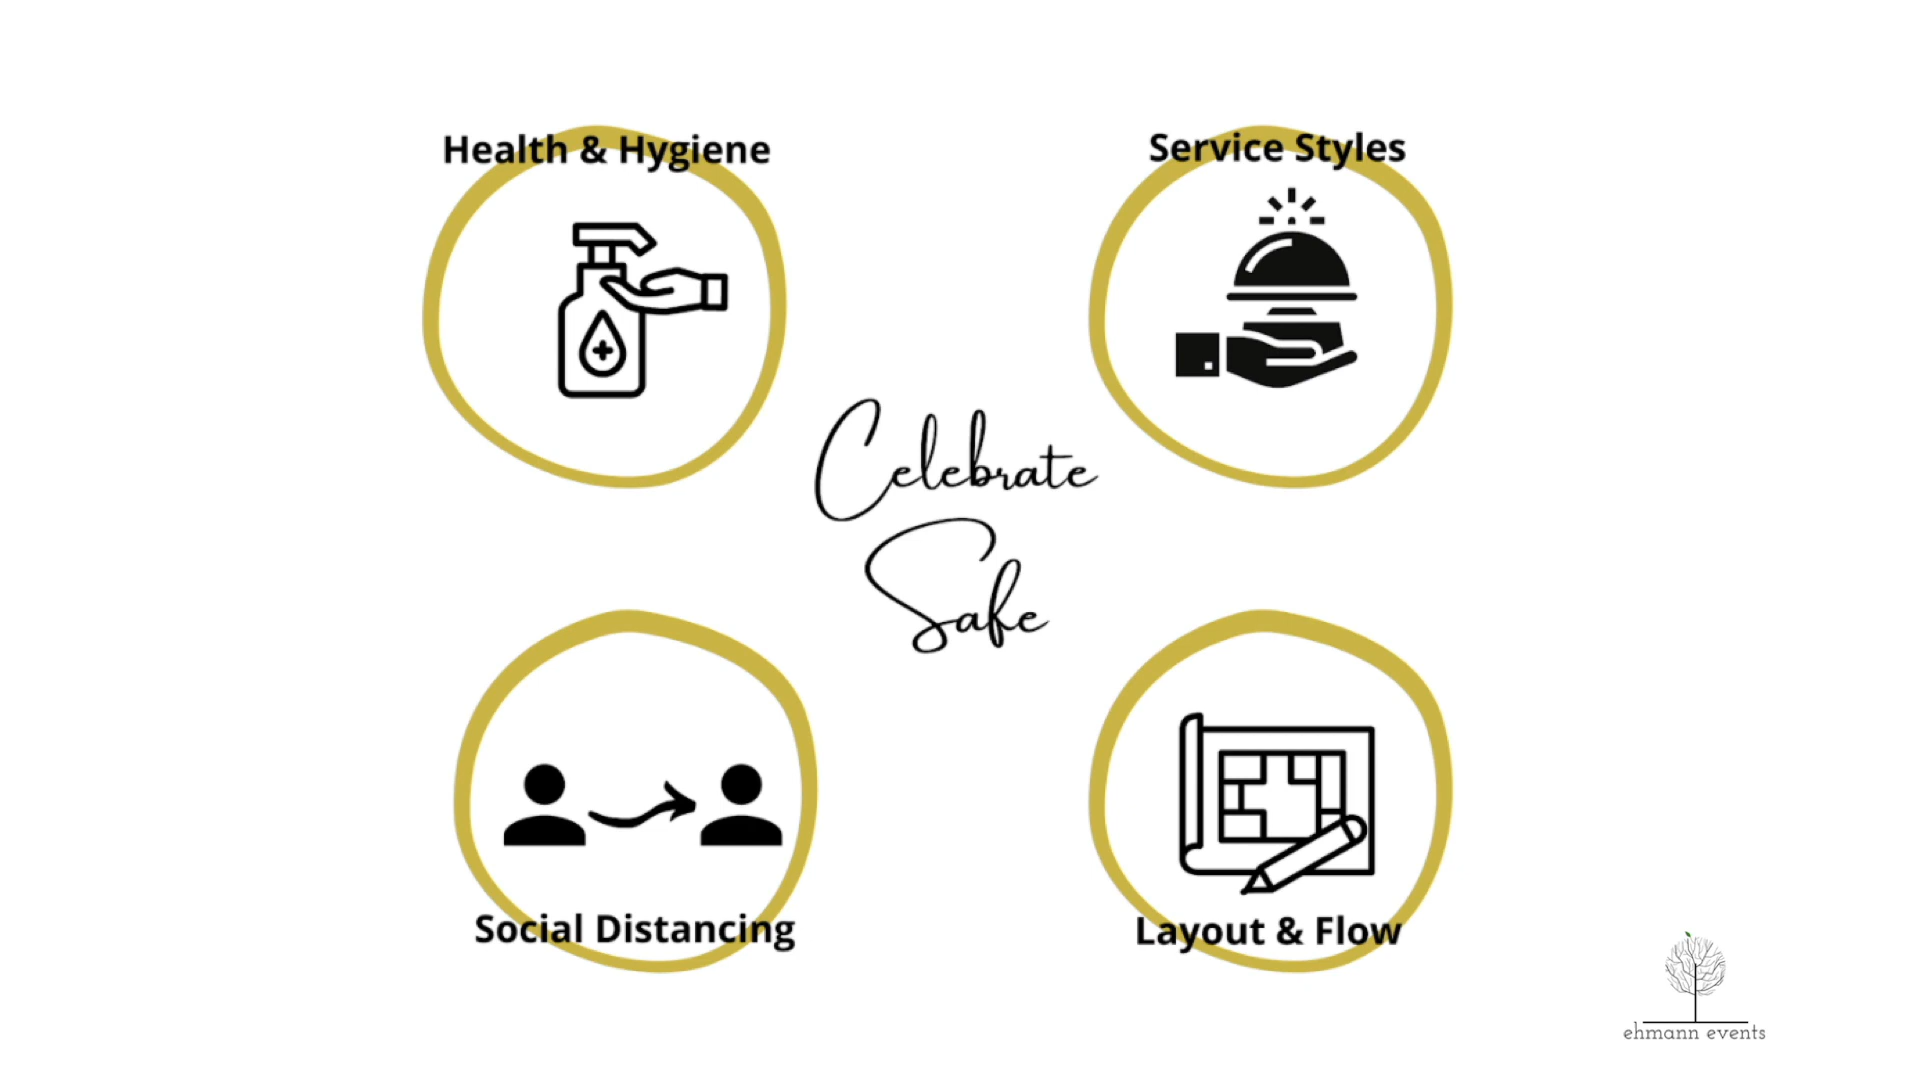 Health & Hygiene
Service Styles
Celebrate
Safe
Social Distancing
Layout & Flow
ehmann events